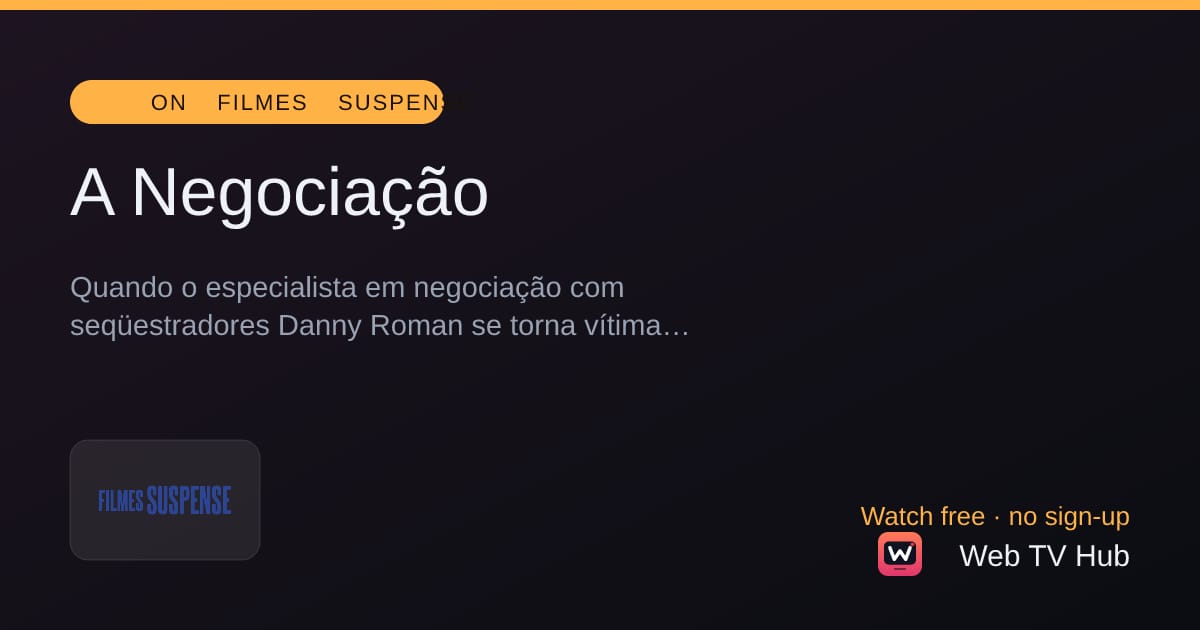 ON FILMES SUSPENSE
A Negociação
Quando o especialista em negociação com
seqüestradores Danny Roman se torna vítima…
FILMES SUSPENSE
Watch free · no sign-up
W
Web TV Hub